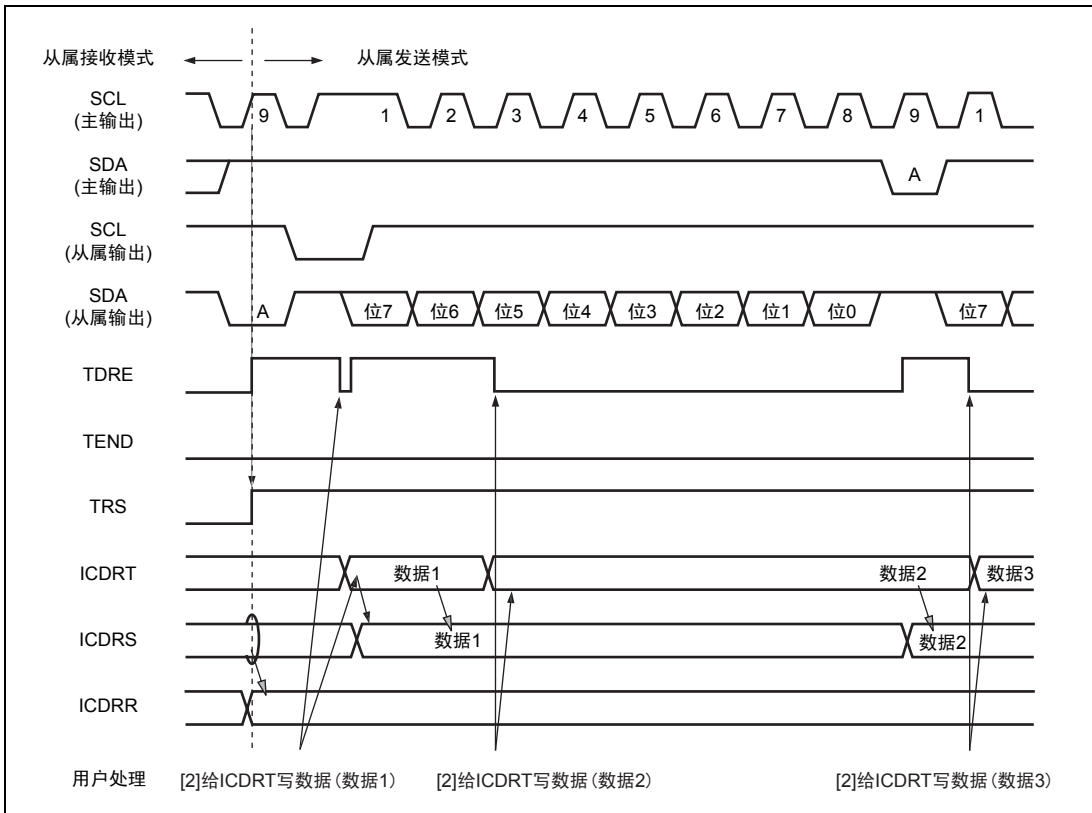 从属接收模式 从属发送模式
SCL
(主输出)
9 1 2 3 4 5 6 7 8 9 1
SDA
(主输出)
A
SCL
(从属输出)
SDA
(从属输出)
A 位7 位6 位5 位4 位3 位2 位1 位0 位7
TDRE
TEND
TRS
ICDRT 数据1 数据2 数据3
ICDRS 数据1 数据2
ICDRR
用户处理 [2]给ICDRT写数据(数据1) [2]给ICDRT写数据(数据2) [2]给ICDRT写数据(数据3)